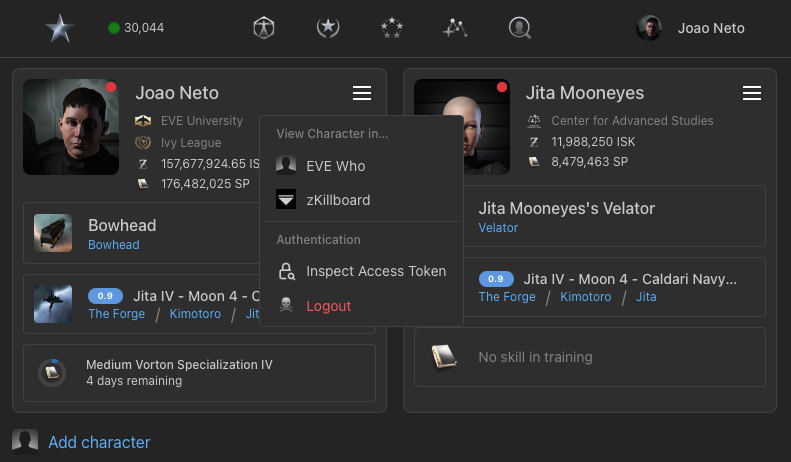 30,044
Joao Neto
Joao Neto
EVE University
Ivy League
157,677,924.65 IS
176,482,025 SP
Bowhead
Bowhead
0.9 Jita IV - Moon 4 - C
The Forge / Kimotoro / Jit
Medium Vorton Specialization IV
4 days remaining
View Character in...
EVE Who
zKillboard
Authentication
Inspect Access Token
Logout
Jita Mooneyes
Center for Advanced Studies
11,988,250 ISK
8,479,463 SP
Jita Mooneyes's Velator
Velator
0.9 Jita IV - Moon 4 - Caldari Navy...
The Forge / Kimotoro / Jita
No skill in training
Add character